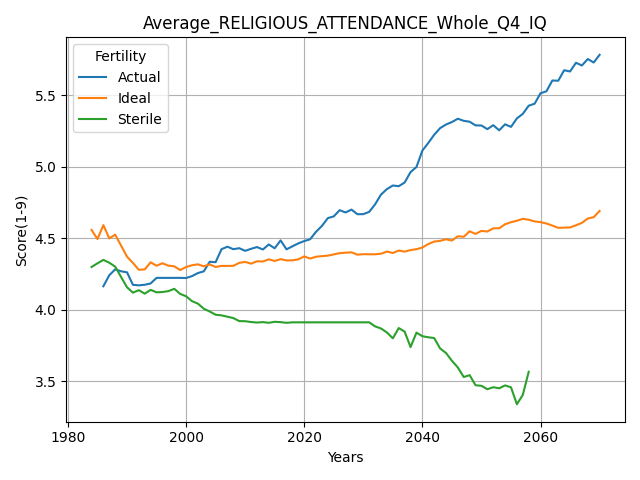 Average_RELIGIOUS_ATTENDANCE_Whole_Q4_IQ
Fertility
Actual
Ideal
Sterile
Score(1-9)
5.5
5.0
4.5
4.0
3.5
1980
2000
2020
2040
2060
Years